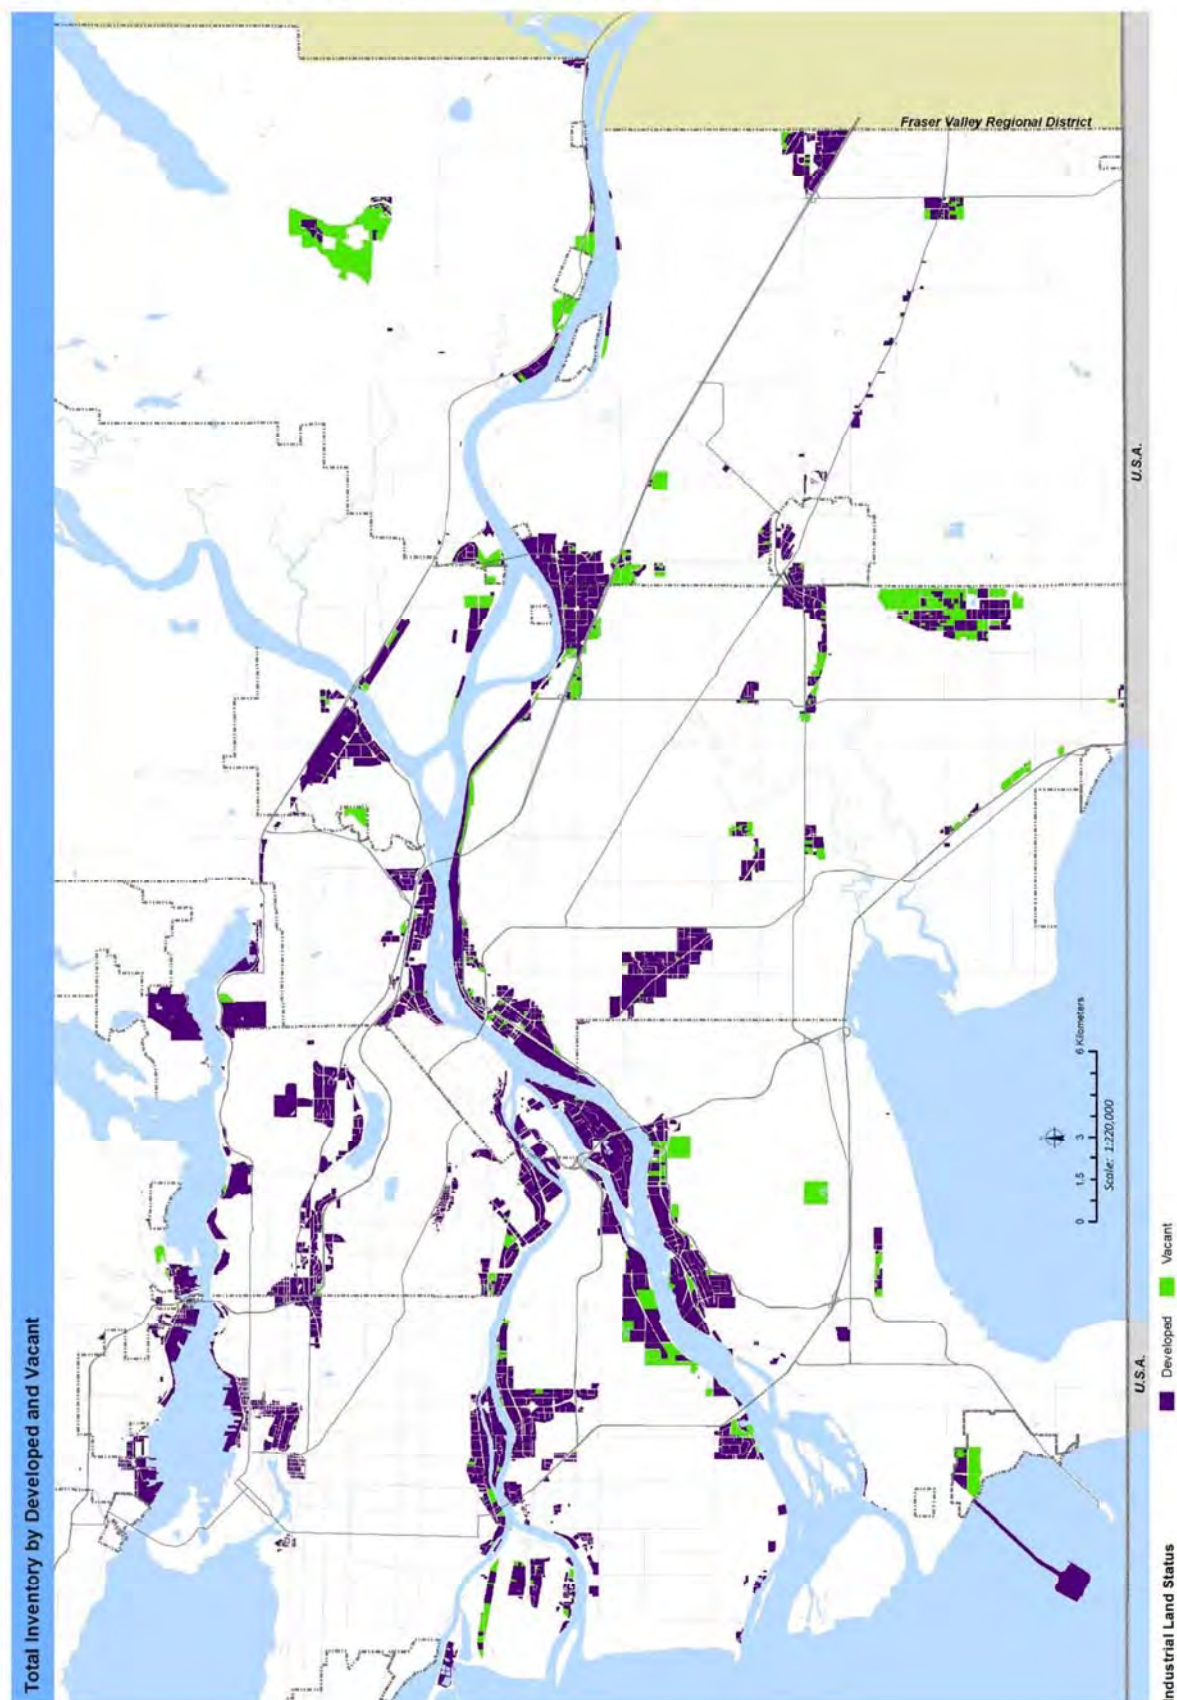 Total Inventory by Developed and Vacant
Fraser Valley Regional District
U.S.A.
U.S.A.
0 1.5 3 6 Kilometers
Scale: 1:120,000
Industrial Land Status
Developed
Vacant